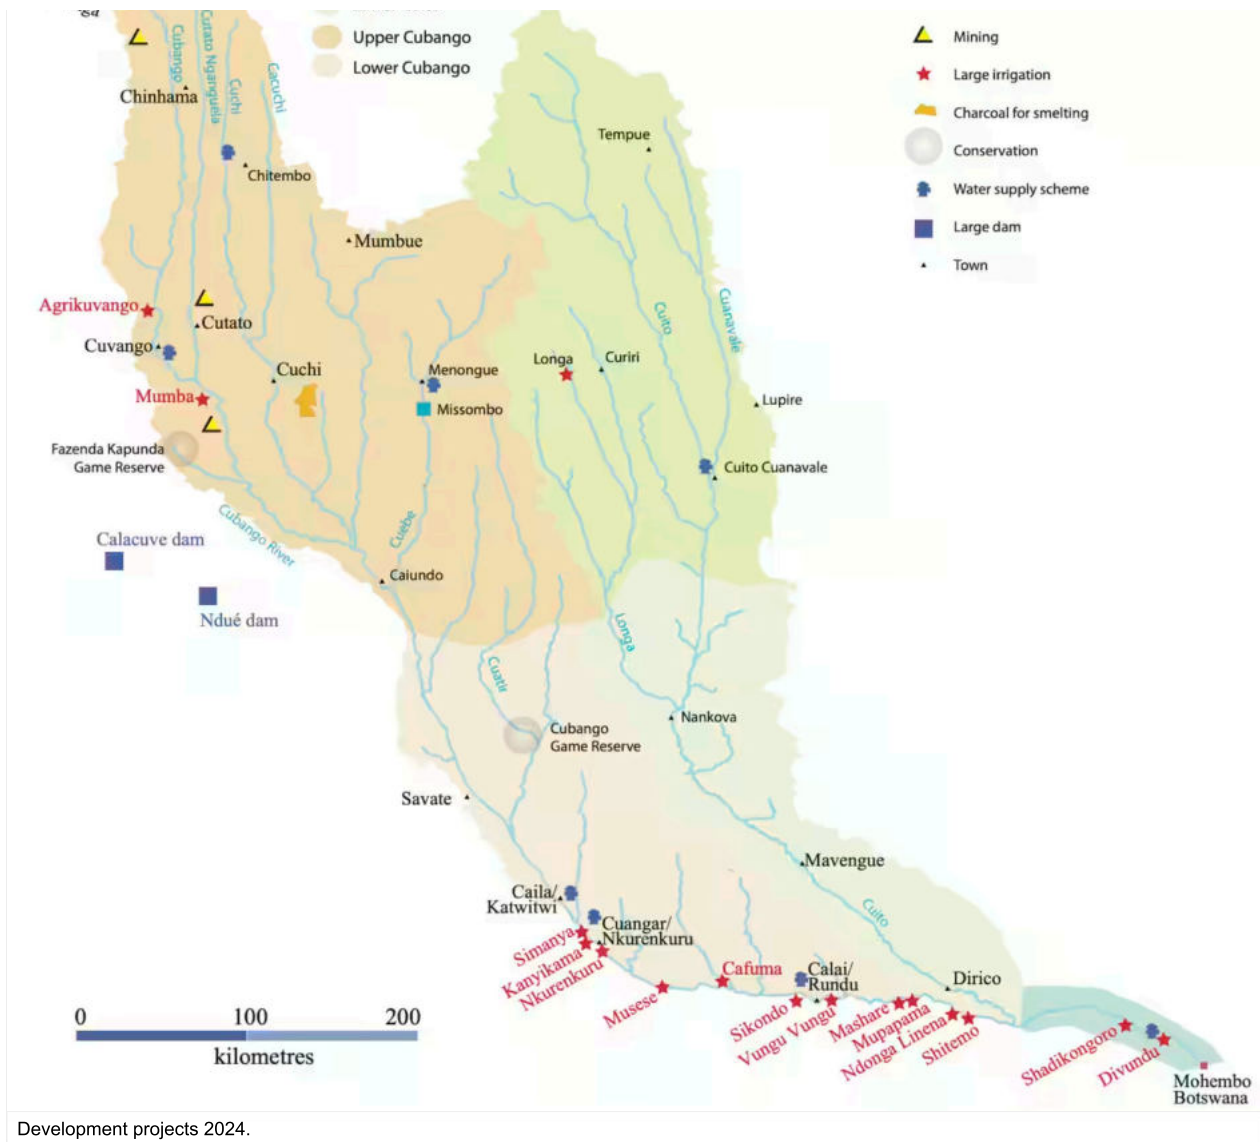 Upper Cubango
Lower Cubango
Mining
Large irrigation
Charcoal for smelting
Conservation
Water supply scheme
Large dam
Town
Cubango
Cutato Nganguela
Cuchi
Cacuchi
Chinhama
Chitembo
Tempue
Mumbue
Agrikuvango
Cutato
Cuvango
Cuito
Cuanavale
Longa
Curiri
Cuchi
Menongue
Missombo
Mumba
Lupire
Fazenda Kapunda
Game Reserve
Cuito Cuanavale
Cubango River
Cuebe
Calacuve dam
Caiundo
Ndué dam
Longa
Cuatir
Nankova
Cubango
Game Reserve
Savate
Mavengue
Caila/
Katwitwi
Cuito
Cuangar/
Nkurenkuru
Simanya
Kanyikama
Nkurenkuru
Musese
Cafuma
Calai/
Rundu
Dirico
Sikondo
Vungu Vungu
Mashare
Mupapama
Ndonga Linena
Shitemo
Shadikongoro
Divundu
Mohembo
Botswana
0 100 200
kilometres
Development projects 2024.